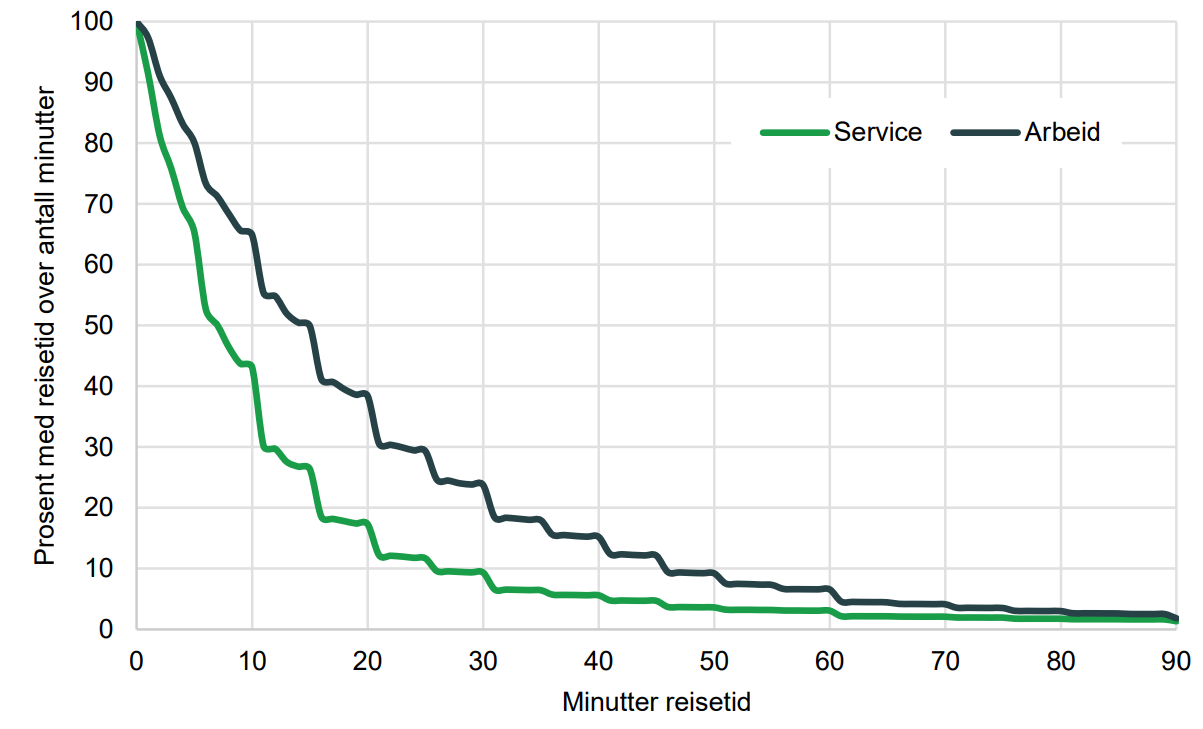 Prosent med reisetid over antall minutter
100
90
80
70
60
50
40
30
20
10
0
Service Arbeid
0 10 20 30 40 50 60 70 80 90
Minutter reisetid